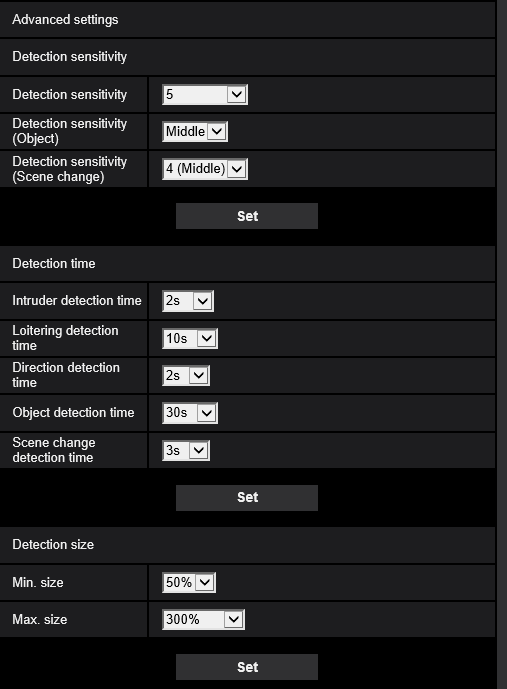 Advanced settings
Detection sensitivity
Detection sensitivity 5
Detection sensitivity
(Object) Middle
Detection sensitivity
(Scene change) 4 (Middle)
Set
Detection time
Intruder detection time 2s
Loitering detection
time 10s
Direction detection
time 2s
Object detection time 30s
Scene change
detection time 3s
Set
Detection size
Min. size 50%
Max. size 300%
Set